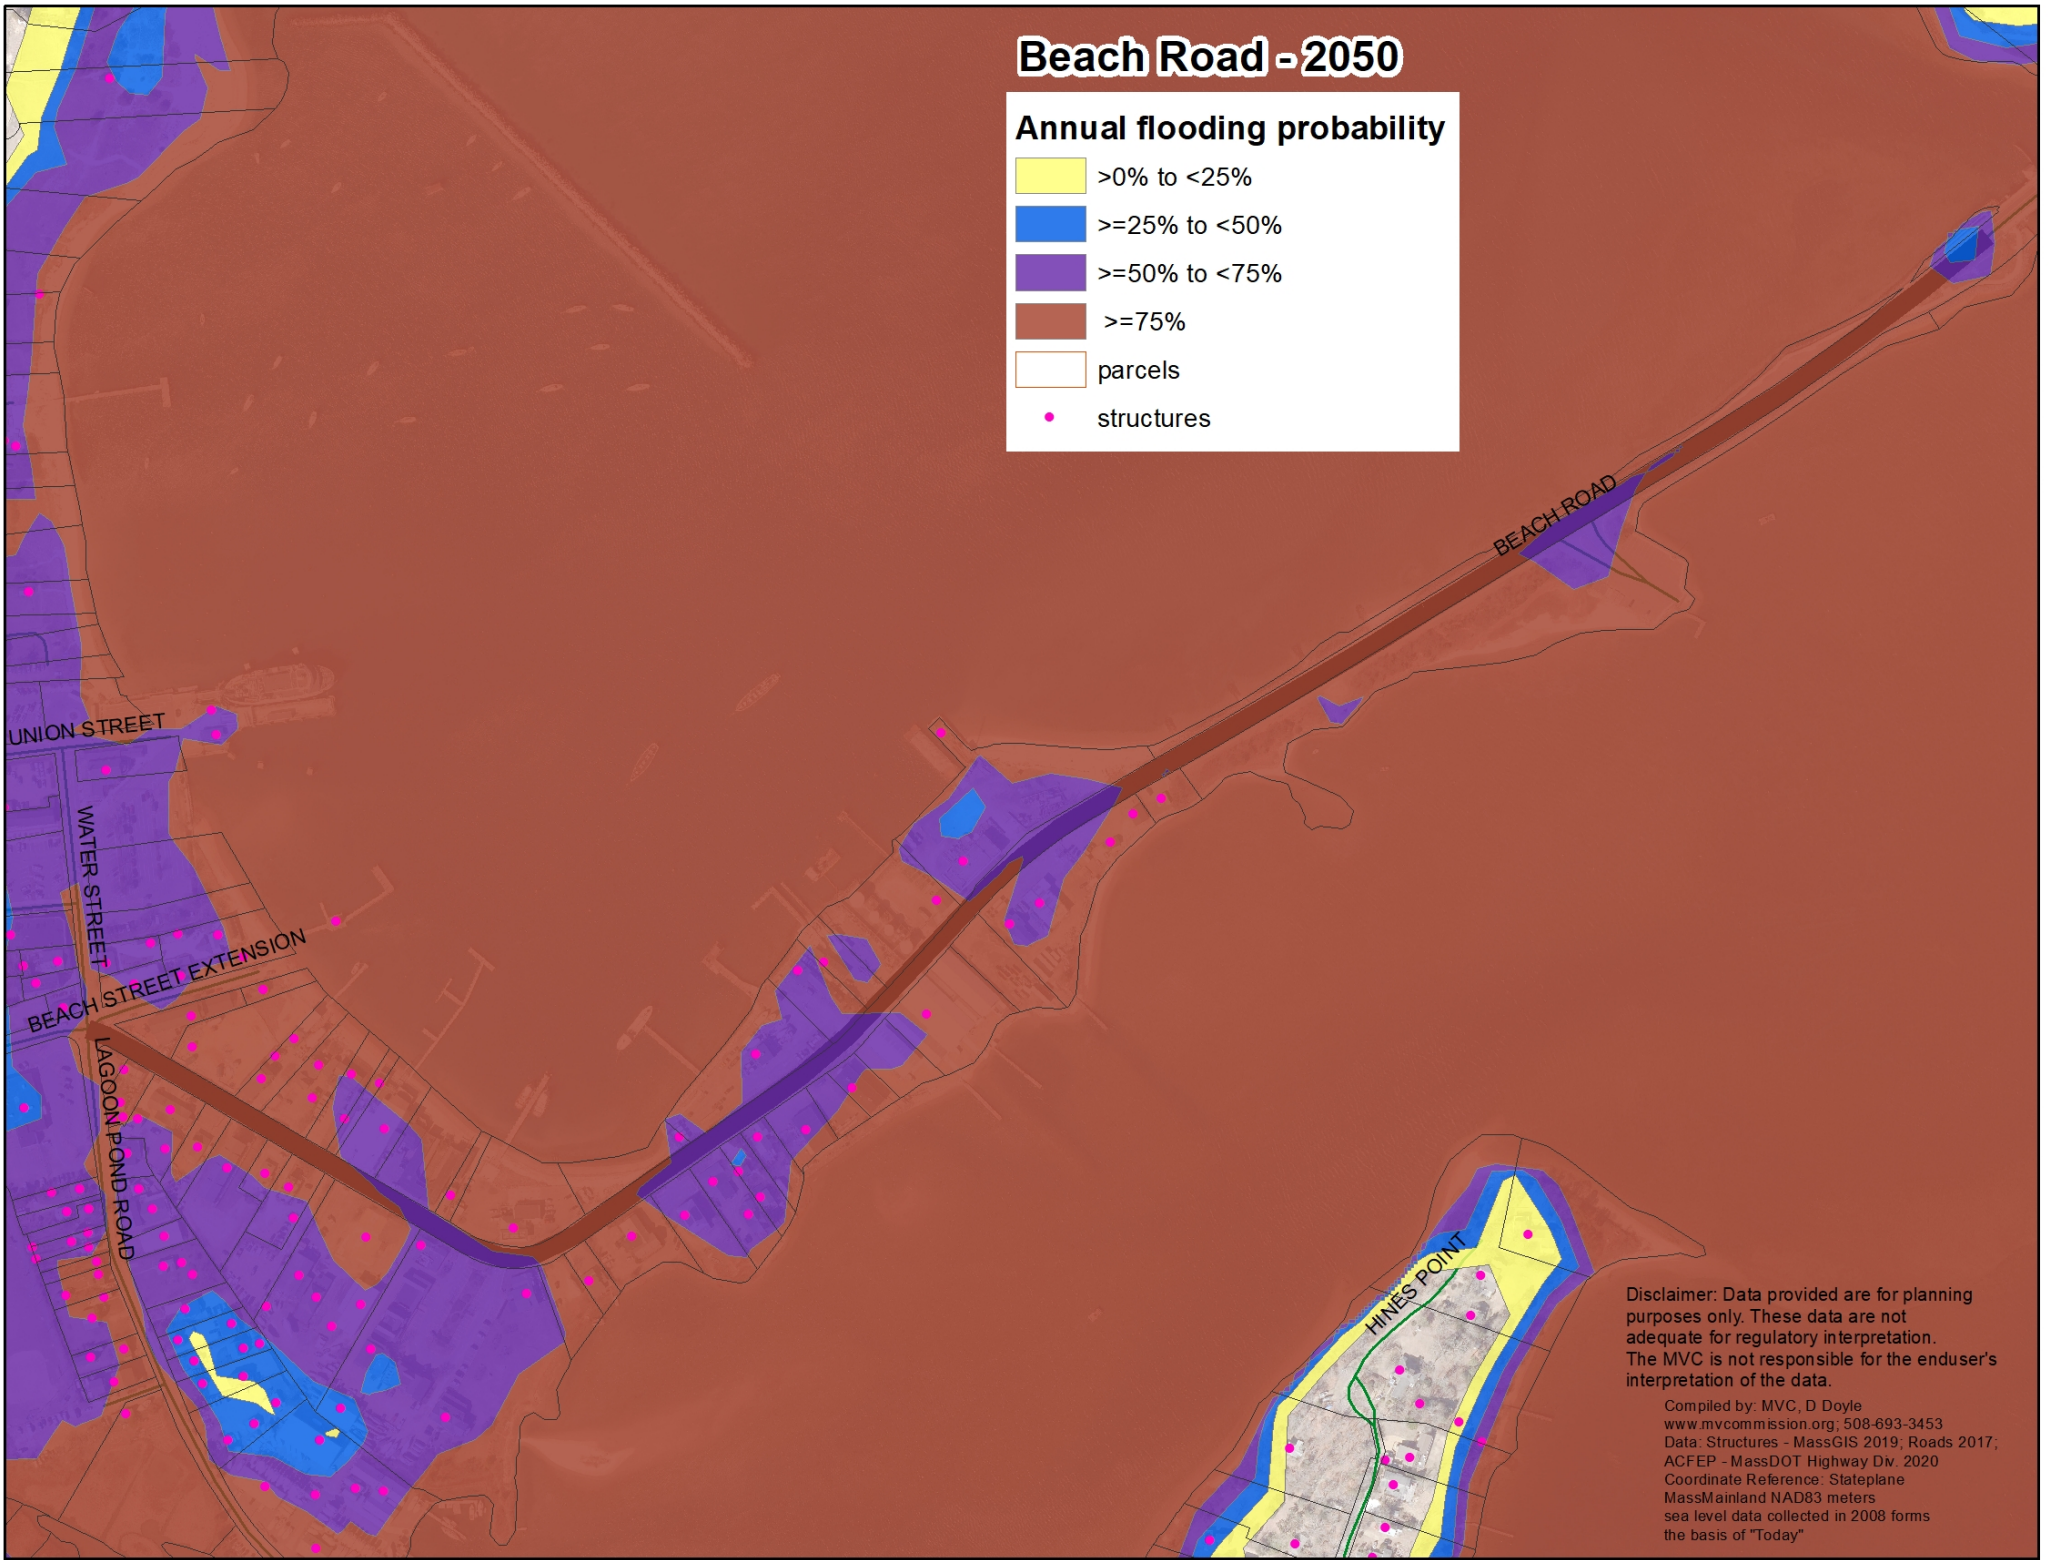 Beach Road - 2050
Annual flooding probability
>0% to <25%
>=25% to <50%
>=50% to <75%
>=75%
parcels
structures
BEACH ROAD
UNION STREET
WATER STREET
BEACH STREET EXTENSION
LAGOON POND ROAD
HINES POINT
Disclaimer: Data provided are for planning
purposes only. These data are not
adequate for regulatory interpretation.
The MVC is not responsible for the enduser's
interpretation of the data.
Compiled by: MVC, D Doyle
www.mvcommission.org; 508-693-3453
Data: Structures - MassGIS 2019; Roads 2017;
ACFEP - MassDOT Highway Div. 2020
Coordinate Reference: Stateplane
MassMainland NAD83 meters
sea level data collected in 2008 forms
the basis of "Today"